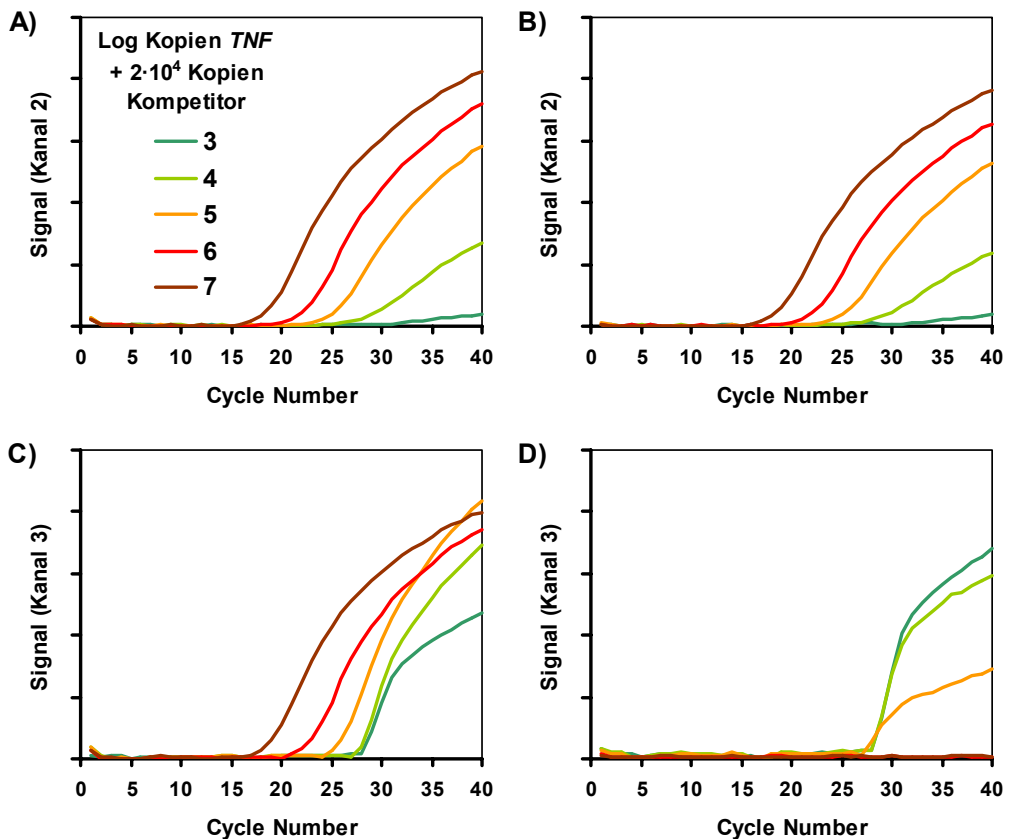 A)
Log Kopien TNF
+ 2·10⁴ Kopien
Kompetitor
3
4
5
6
7
Signal (Kanal 2)
0 5 10 15 20 25 30 35 40
Cycle Number
B)
Signal (Kanal 2)
0 5 10 15 20 25 30 35 40
Cycle Number
C)
Signal (Kanal 3)
0 5 10 15 20 25 30 35 40
Cycle Number
D)
Signal (Kanal 3)
0 5 10 15 20 25 30 35 40
Cycle Number